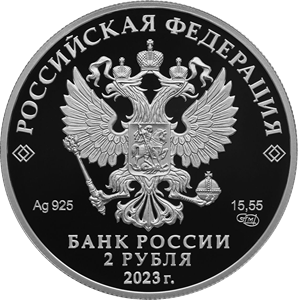 РОССИЙСКАЯ ФЕДЕРАЦИЯ
Ag 925
15,55
БАНК РОССИИ
2 РУБЛЯ
2023 г.